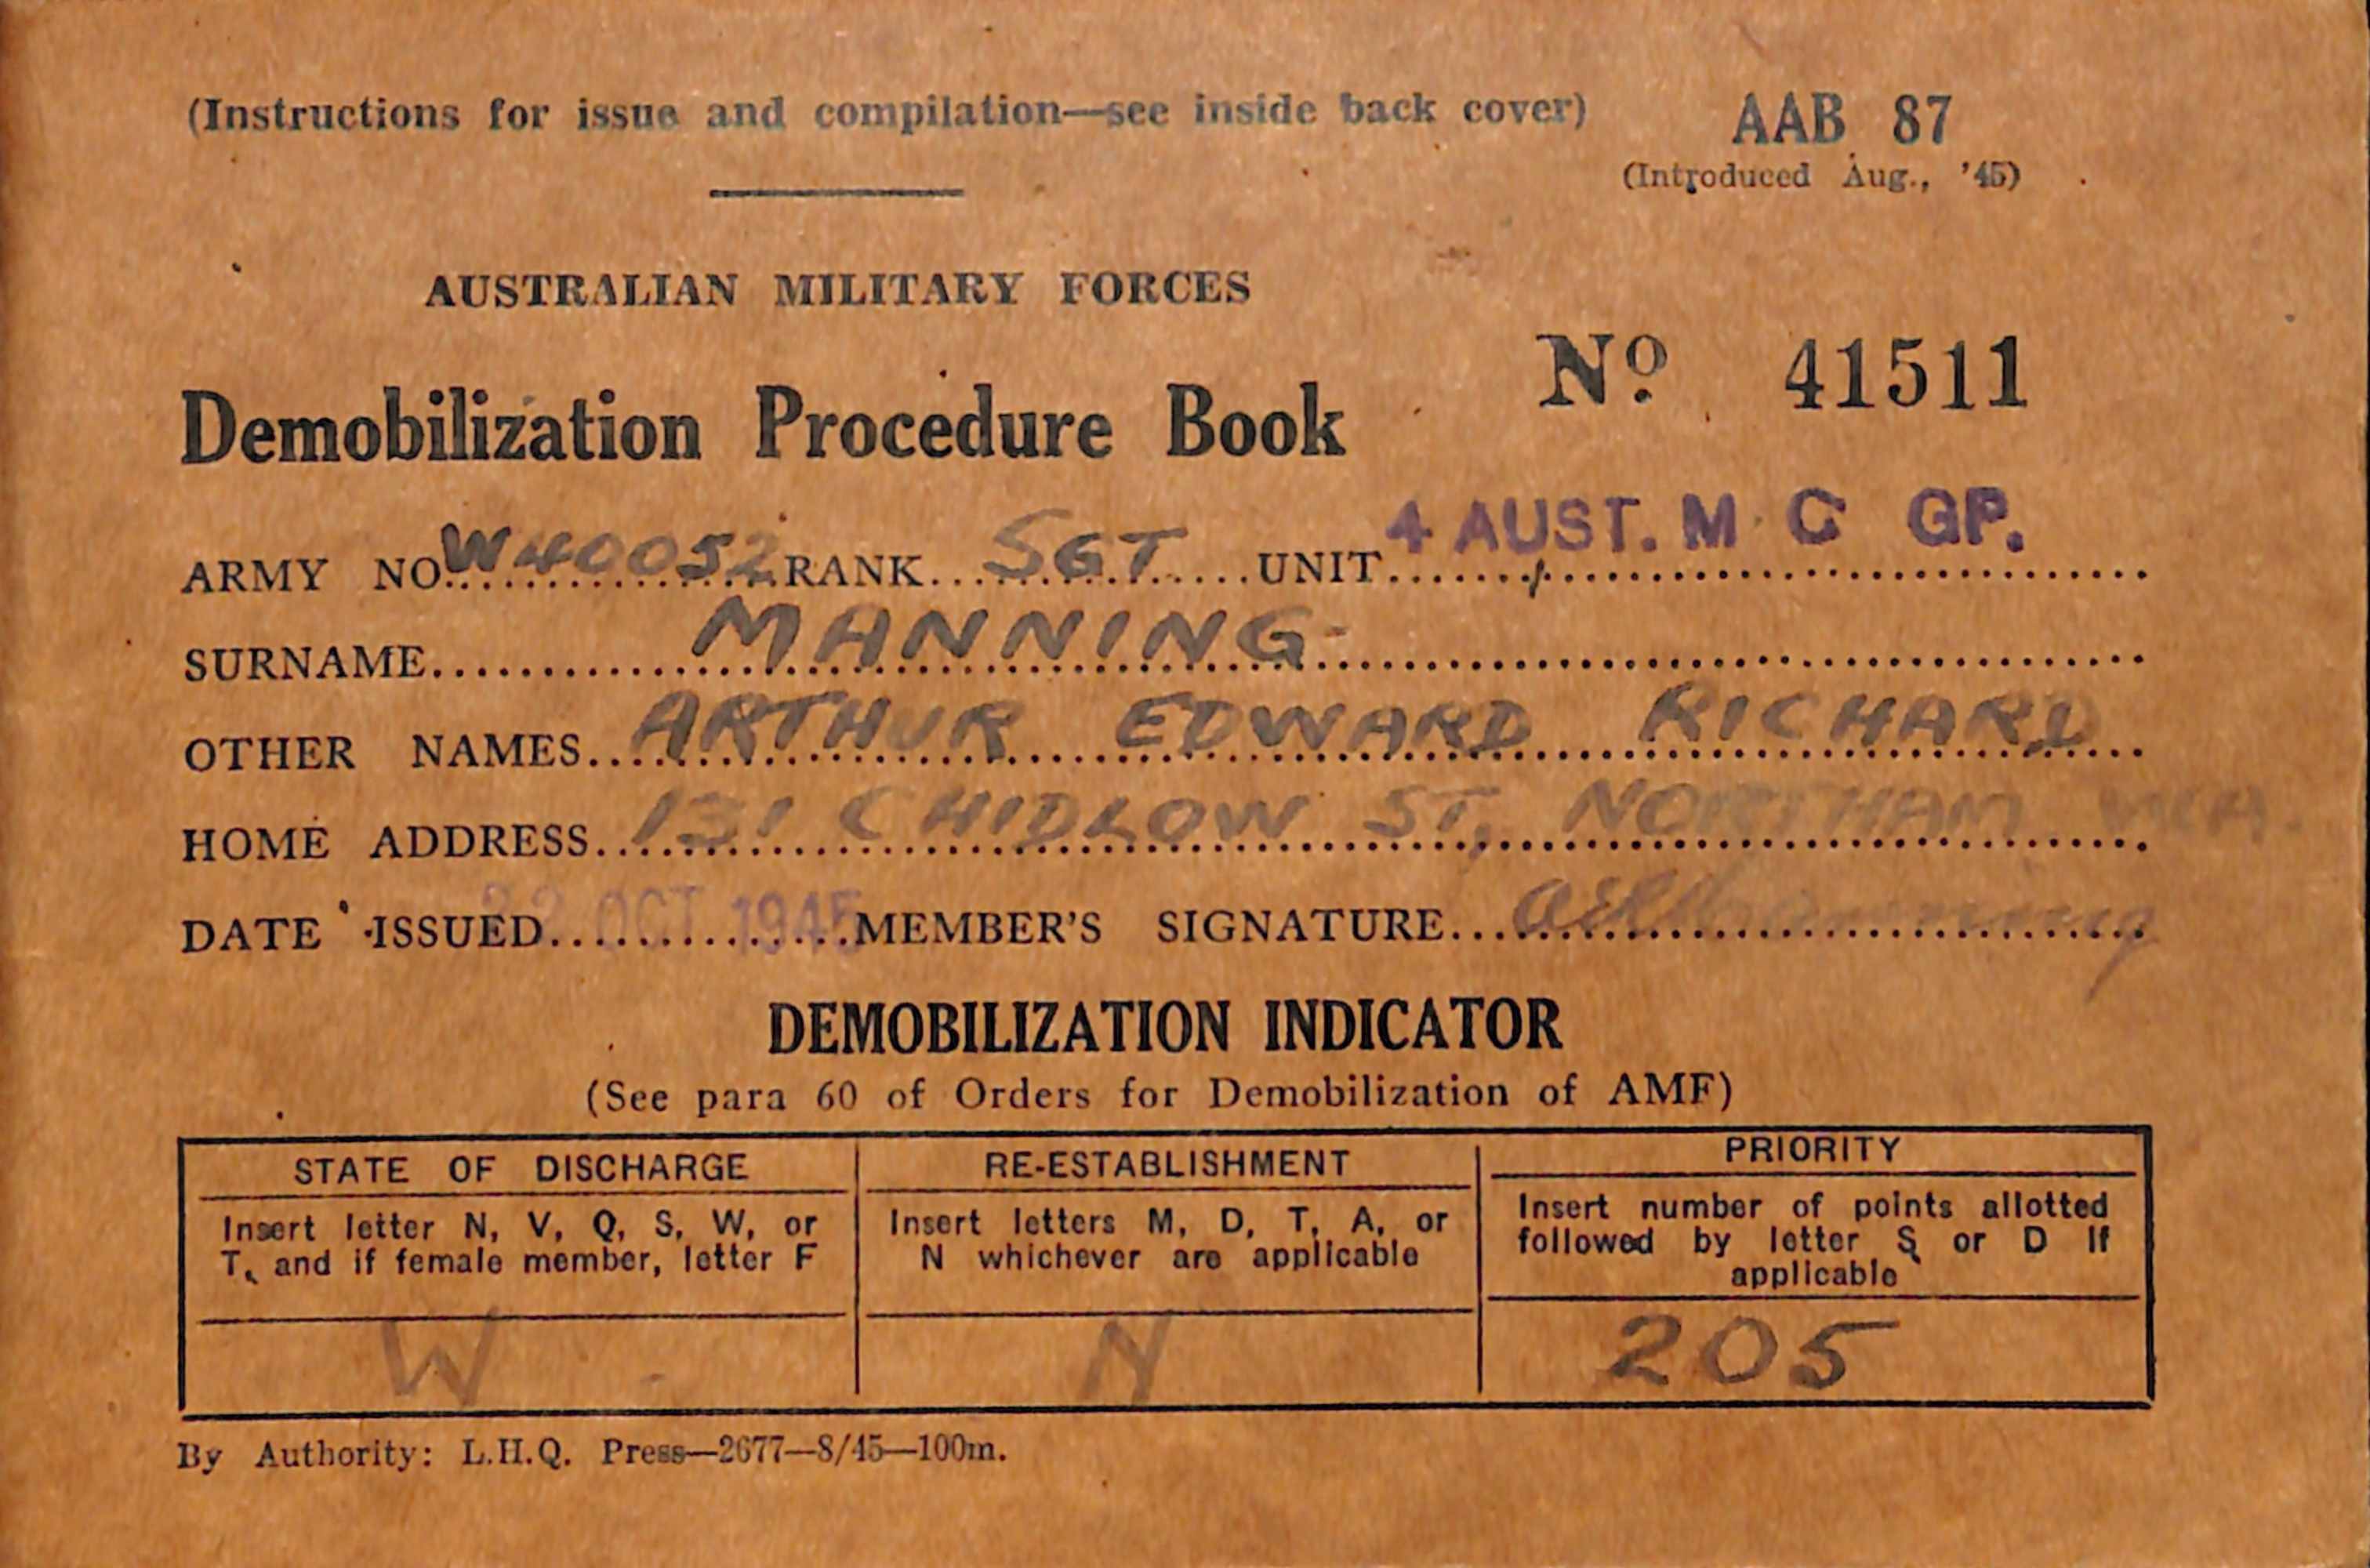 (Instructions for issue and compilation—see inside back cover)
AAB 87
(Introduced Aug., '45)
AUSTRALIAN MILITARY FORCES
No 41511
Demobilization Procedure Book
ARMY NO. W40052 RANK SGT UNIT 4 AUST. M C GP.
SURNAME MANNING
OTHER NAMES ARTHUR EDWARD RICHARD
HOME ADDRESS 131 CHIDLOW ST, NORTHAM W.A.
DATE ISSUED 22 OCT 1945 MEMBER'S SIGNATURE AERManning
DEMOBILIZATION INDICATOR
(See para 60 of Orders for Demobilization of AMF)
STATE OF DISCHARGE
Insert letter N, V, Q, S, W, or
T, and if female member, letter F
W
RE-ESTABLISHMENT
Insert letters M, D, T, A, or
N whichever are applicable
N
PRIORITY
Insert number of points allotted
followed by letter S or D if
applicable
205
By Authority: L.H.Q. Press—2677—8/45—100m.